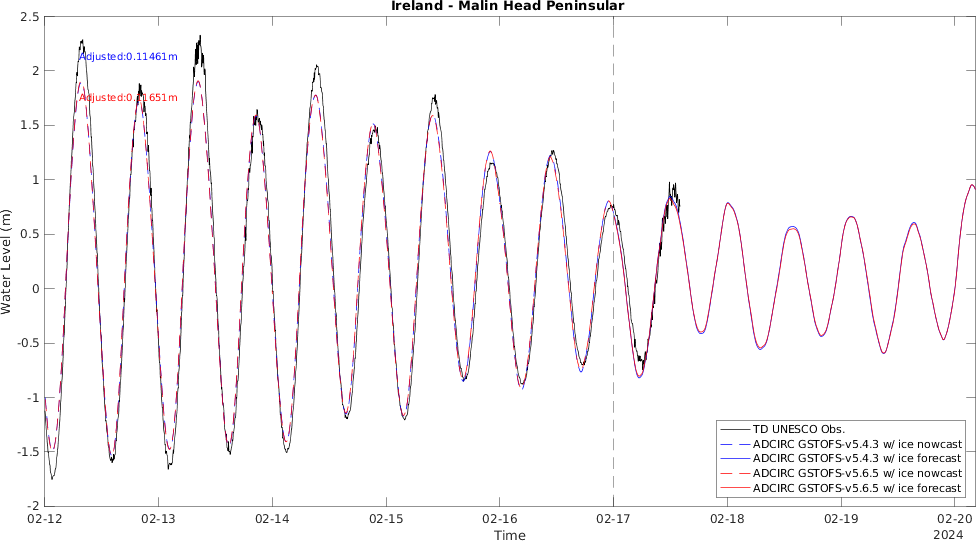 Ireland - Malin Head Peninsular
2.5
2
1.5
1
0.5
0
-0.5
-1
-1.5
-2
Water Level (m)
Adjusted:0.11461m
Adjusted:0.11651m
TD UNESCO Obs.
ADCIRC GSTOFS-v5.4.3 w/ ice nowcast
ADCIRC GSTOFS-v5.4.3 w/ ice forecast
ADCIRC GSTOFS-v5.6.5 w/ ice nowcast
ADCIRC GSTOFS-v5.6.5 w/ ice forecast
02-12 02-13 02-14 02-15 02-16 02-17 02-18 02-19 02-20
Time
2024